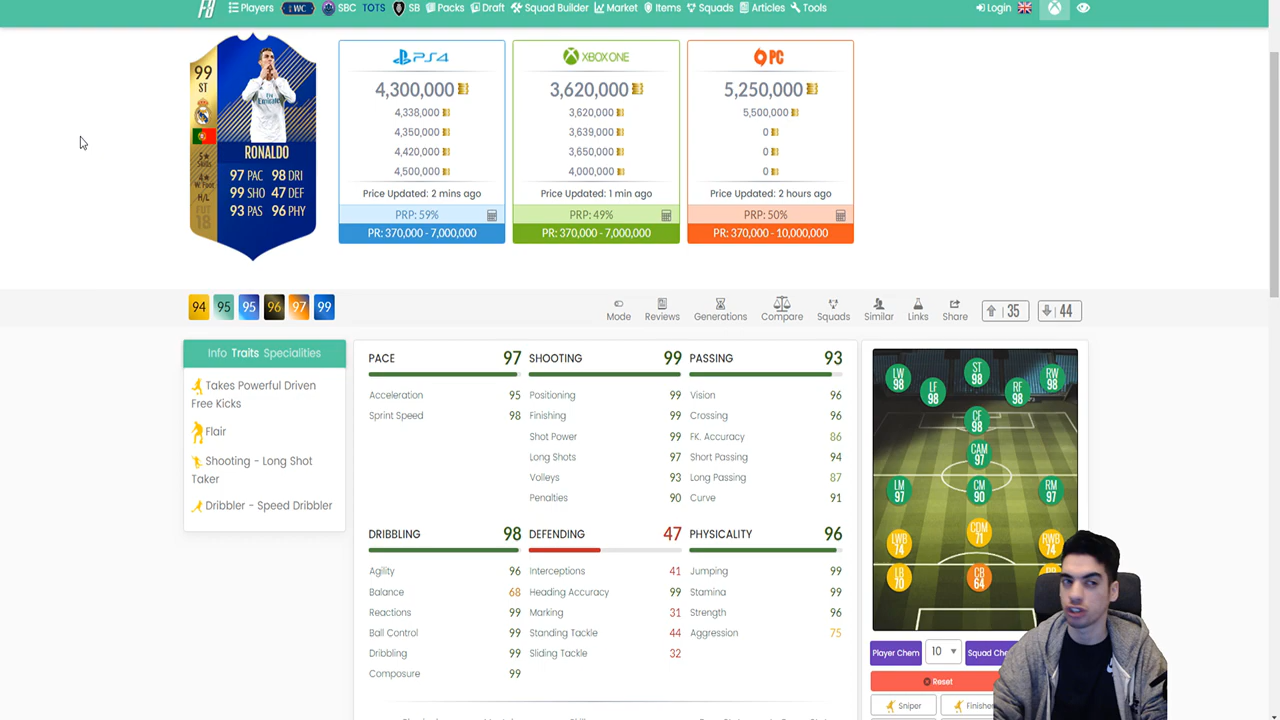 F8 Players WC SBC TOTS SB Packs Draft Squad Builder Market Items Squads Articles Tools Login
99
ST
RONALDO
97 PAC 98 DRI
99 SHO 47 DEF
93 PAS 96 PHY
5★
Skills
4★
W. Foot
H/L
FUT
18
PS4
4,300,000
4,338,000
4,350,000
4,420,000
4,500,000
Price Updated: 2 mins ago
PRP: 59%
PR: 370,000 - 7,000,000
XBOX ONE
3,620,000
3,620,000
3,639,000
3,650,000
4,000,000
Price Updated: 1 min ago
PRP: 49%
PR: 370,000 - 7,000,000
PC
5,250,000
5,500,000
0
0
0
Price Updated: 2 hours ago
PRP: 50%
PR: 370,000 - 10,000,000
94 95 95 96 97 99
Mode Reviews Generations Compare Squads Similar Links Share 35 44
Info Traits Specialities
Takes Powerful Driven
Free Kicks
Flair
Shooting - Long Shot
Taker
Dribbler - Speed Dribbler
PACE 97
Acceleration 95
Sprint Speed 98
SHOOTING 99
Positioning 99
Finishing 99
Shot Power 99
Long Shots 97
Volleys 93
Penalties 90
PASSING 93
Vision 96
Crossing 96
FK. Accuracy 86
Short Passing 94
Long Passing 87
Curve 91
DRIBBLING 98
Agility 96
Balance 68
Reactions 99
Ball Control 99
Dribbling 99
Composure 99
DEFENDING 47
Interceptions 41
Heading Accuracy 99
Marking 31
Standing Tackle 44
Sliding Tackle 32
PHYSICALITY 96
Jumping 99
Stamina 99
Strength 96
Aggression 75
LW
98
ST
98
RW
98
LF
98
RF
98
CF
98
CAM
97
LM
97
CM
90
RM
97
LWB
74
CDM
71
RWB
74
LB
70
CB
64
Player Chem 10 Squad Che
Reset
Sniper Finishe